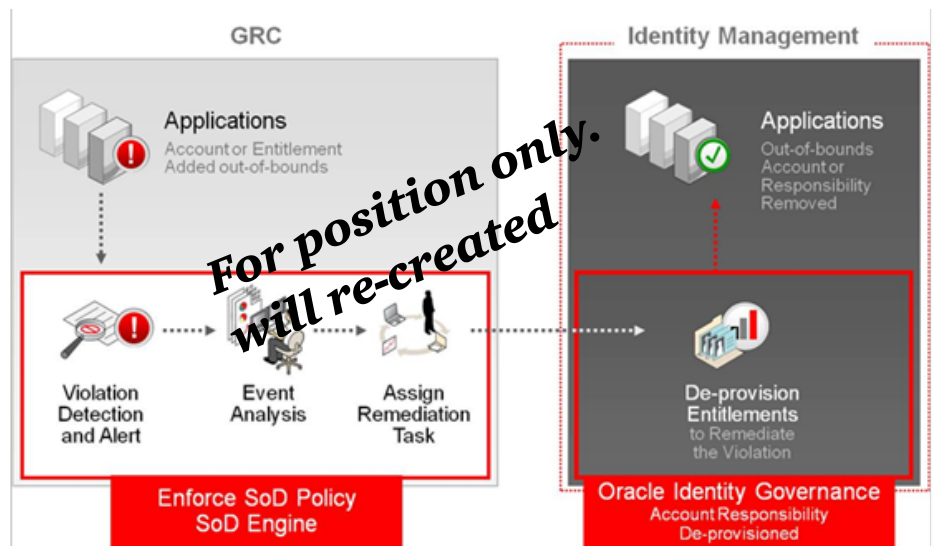 GRC
Applications
Account or Entitlement
Added out-of-bounds
Violation
Detection
and Alert
Event
Analysis
Assign
Remediation
Task
Enforce SoD Policy
SoD Engine
Identity Management
Applications
Out-of-bounds
Account or
Responsibility
Removed
De-provision
Entitlements
to Remediate
the Violation
Oracle Identity Governance
Account Responsibility
De-provisioned
For position only.
will re-created